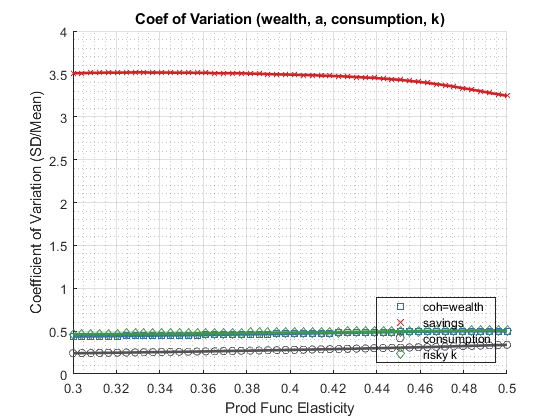 Coef of Variation (wealth, a, consumption, k)
Coefficient of Variation (SD/Mean)
4
3.5
3
2.5
2
1.5
1
0.5
0
coh=wealth
savings
consumption
risky k
0.3 0.32 0.34 0.36 0.38 0.4 0.42 0.44 0.46 0.48 0.5
Prod Func Elasticity